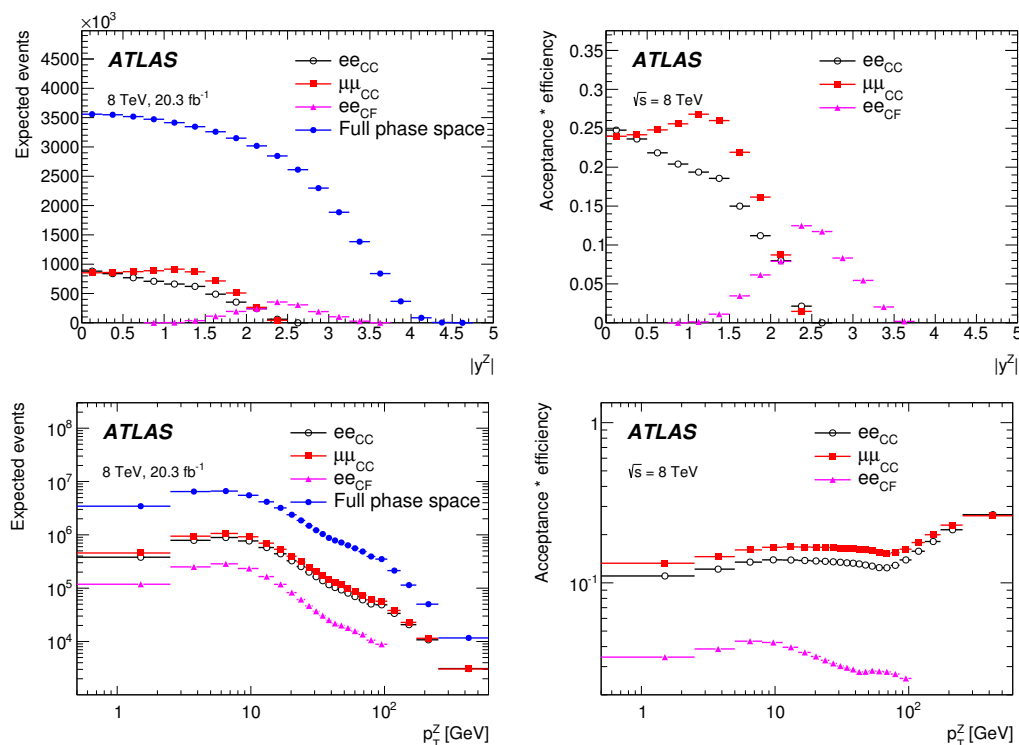 ×10³
Expected events
4500
4000
3500
3000
2500
2000
1500
1000
500
0
ATLAS
8 TeV, 20.3 fb⁻¹
ee_CC
μμ_CC
ee_CF
Full phase space
0 0.5 1 1.5 2 2.5 3 3.5 4 4.5 5
|y^Z|
Acceptance * efficiency
0.35
0.3
0.25
0.2
0.15
0.1
0.05
0
ATLAS
√s = 8 TeV
ee_CC
μμ_CC
ee_CF
0 0.5 1 1.5 2 2.5 3 3.5 4 4.5 5
|y^Z|
Expected events
10⁸
10⁷
10⁶
10⁵
10⁴
ATLAS
8 TeV, 20.3 fb⁻¹
ee_CC
μμ_CC
ee_CF
Full phase space
1 10 10²
p_T^Z [GeV]
Acceptance * efficiency
1
10⁻¹
ATLAS
√s = 8 TeV
ee_CC
μμ_CC
ee_CF
1 10 10²
p_T^Z [GeV]